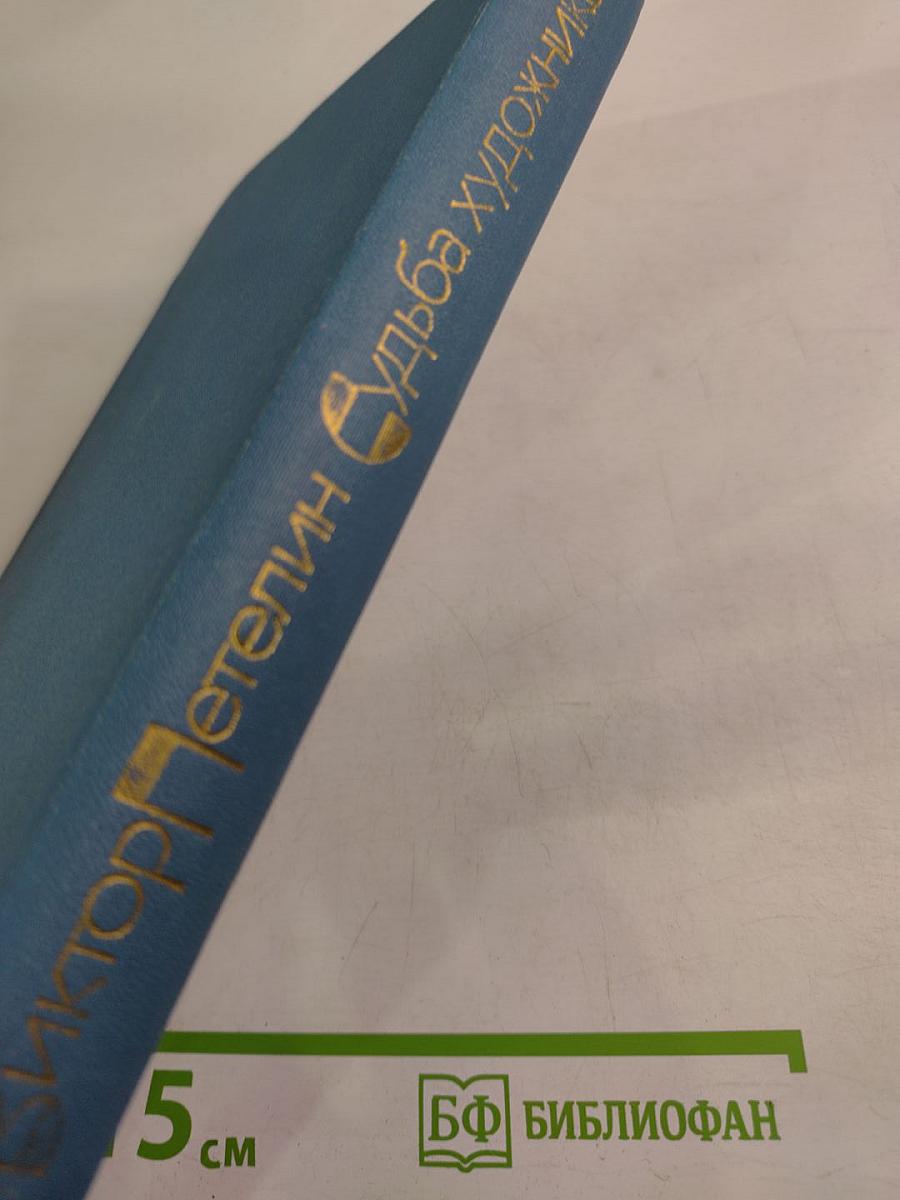 Виктор Петелин Судьба художника
5 см
БФ БИБЛИОФАН